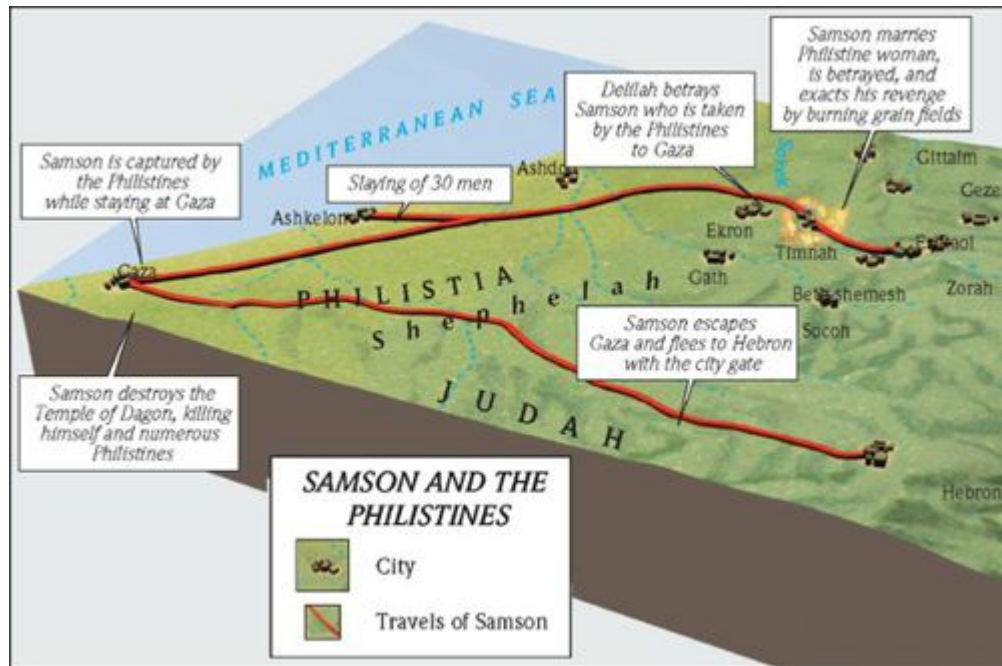 Samson marries
Philistine woman,
is betrayed, and
exacts his revenge
by burning grain fields
Delilah betrays
Samson who is taken
by the Philistines
to Gaza
MEDITERRANEAN SEA
Samson is captured by
the Philistines
while staying at Gaza
Slaying of 30 men
Ashkelon
Sorek
Gittaim
Ekron
Timnah
Gath
Gaza
Zorah
Beth-shemesh
Socoh
PHILISTIA
Shephelah
Samson escapes
Gaza and flees to Hebron
with the city gate
JUDAH
Samson destroys the
Temple of Dagon, killing
himself and numerous
Philistines
Hebron
SAMSON AND THE
PHILISTINES
City
Travels of Samson